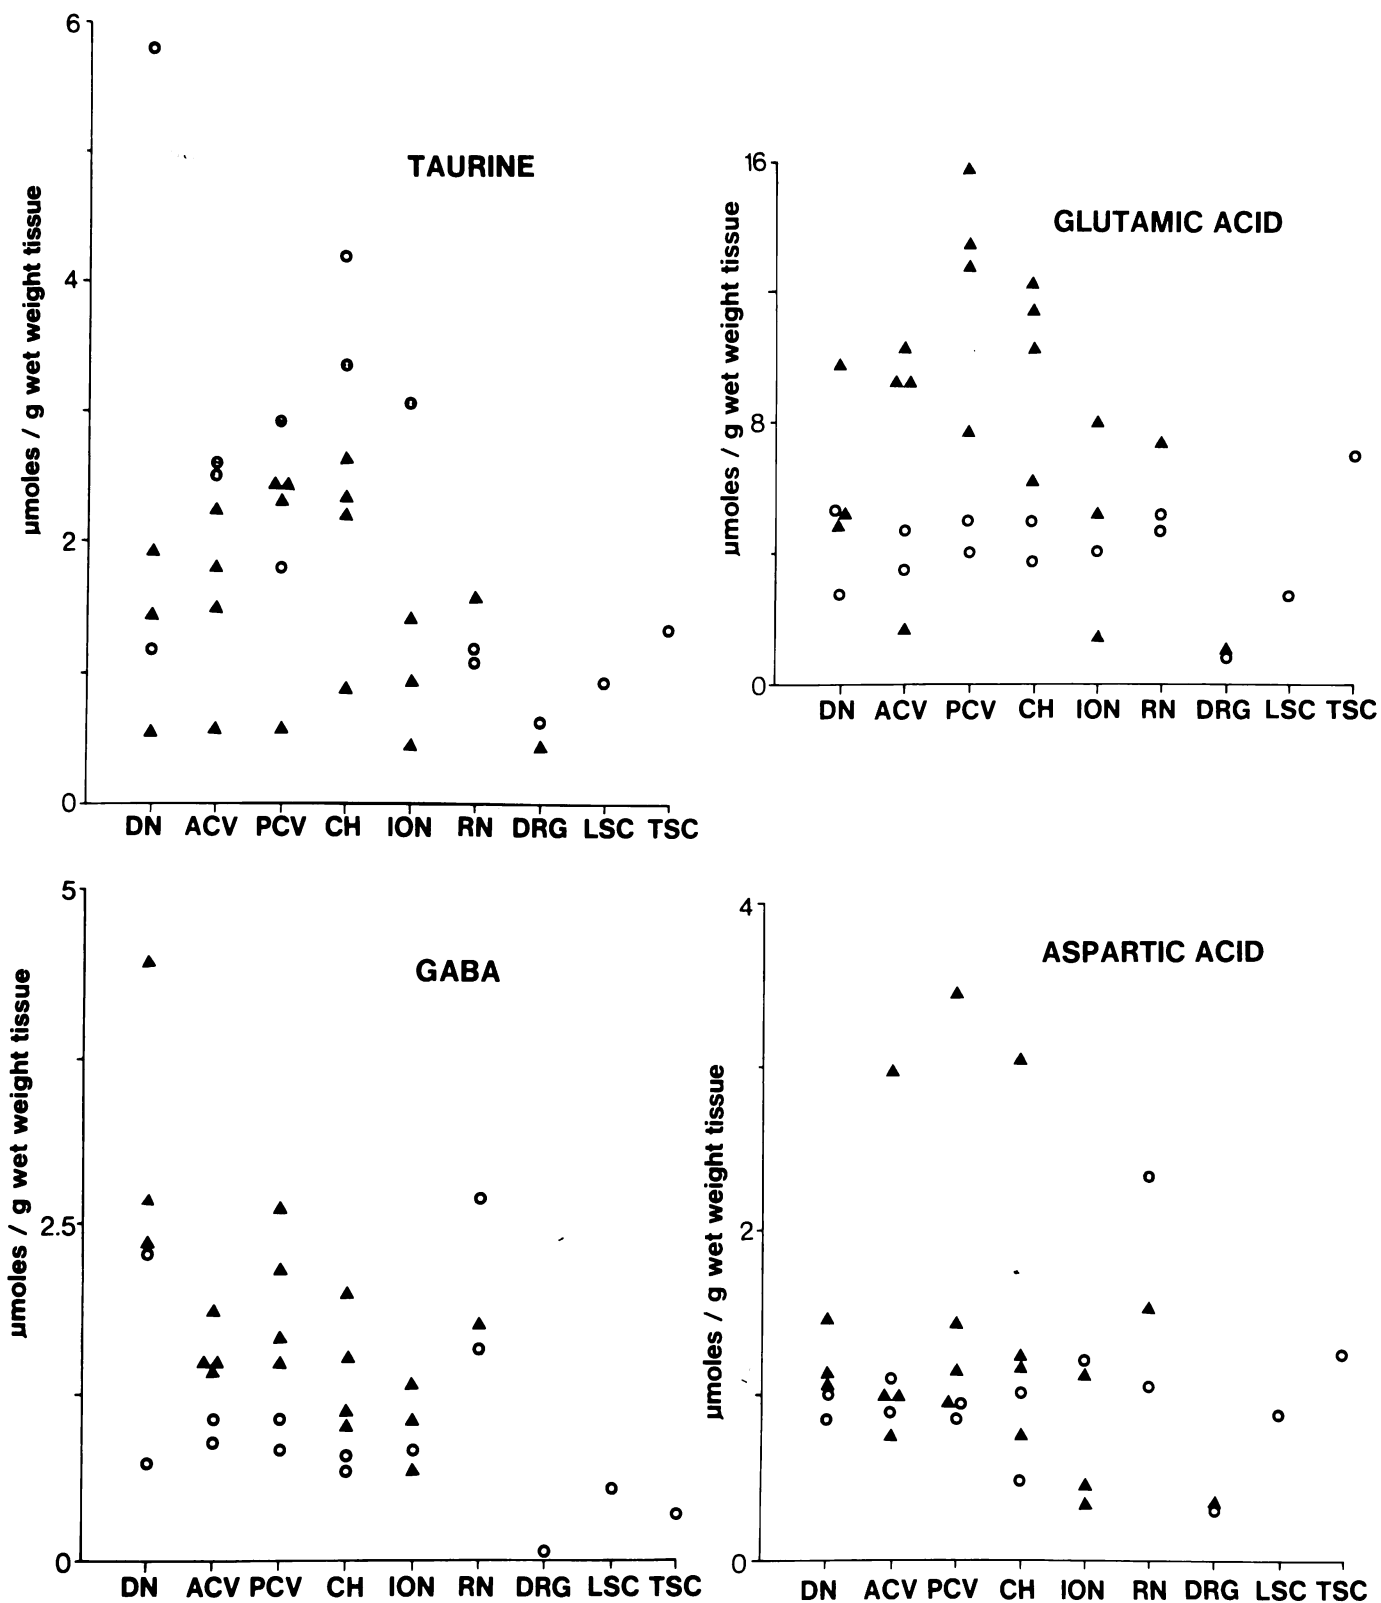 TAURINE
µmoles / g wet weight tissue
6
4
2
0
DN ACV PCV CH ION RN DRG LSC TSC
GLUTAMIC ACID
µmoles / g wet weight tissue
16
8
0
DN ACV PCV CH ION RN DRG LSC TSC
GABA
µmoles / g wet weight tissue
5
2.5
0
DN ACV PCV CH ION RN DRG LSC TSC
ASPARTIC ACID
µmoles / g wet weight tissue
4
2
0
DN ACV PCV CH ION RN DRG LSC TSC